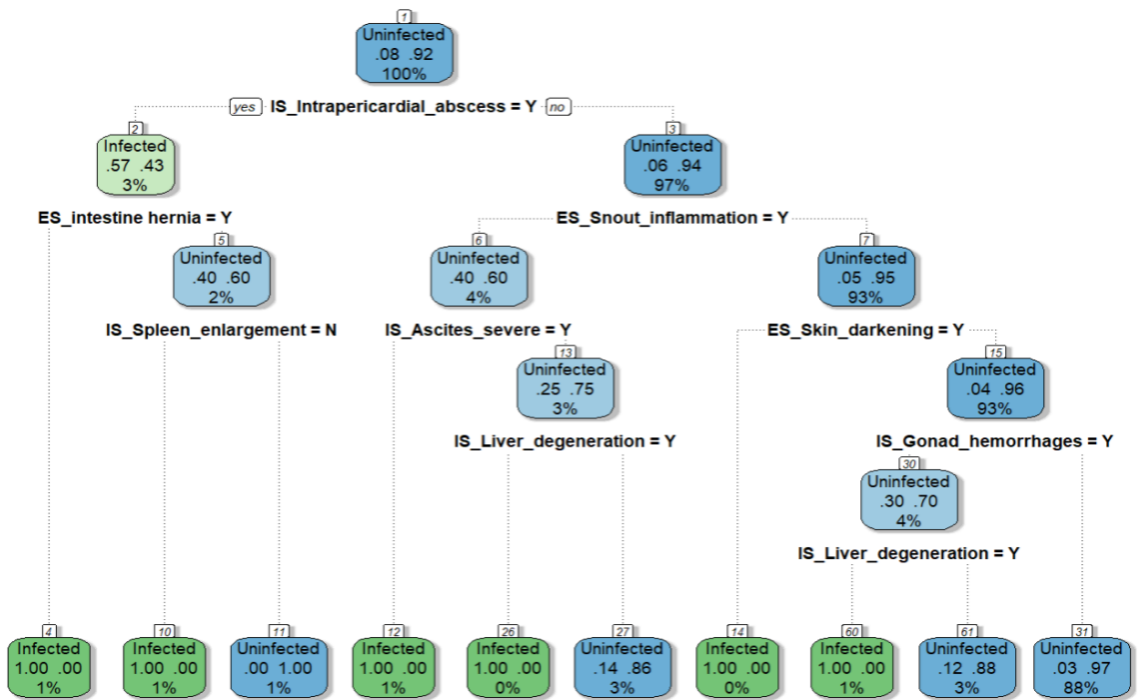 1
Uninfected
.08 .92
100%
yes IS_Intrapericardial_abscess = Y no
2
Infected
.57 .43
3%
3
Uninfected
.06 .94
97%
ES_intestine hernia = Y
ES_Snout_inflammation = Y
5
Uninfected
.40 .60
2%
6
Uninfected
.40 .60
4%
7
Uninfected
.05 .95
93%
IS_Spleen_enlargement = N
IS_Ascites_severe = Y
ES_Skin_darkening = Y
13
Uninfected
.25 .75
3%
15
Uninfected
.04 .96
93%
IS_Liver_degeneration = Y
IS_Gonad_hemorrhages = Y
30
Uninfected
.30 .70
4%
IS_Liver_degeneration = Y
4
Infected
1.00 .00
1%
10
Infected
1.00 .00
1%
11
Uninfected
.00 1.00
1%
12
Infected
1.00 .00
1%
26
Infected
1.00 .00
0%
27
Uninfected
.14 .86
3%
14
Infected
1.00 .00
0%
60
Infected
1.00 .00
1%
61
Uninfected
.12 .88
3%
31
Uninfected
.03 .97
88%